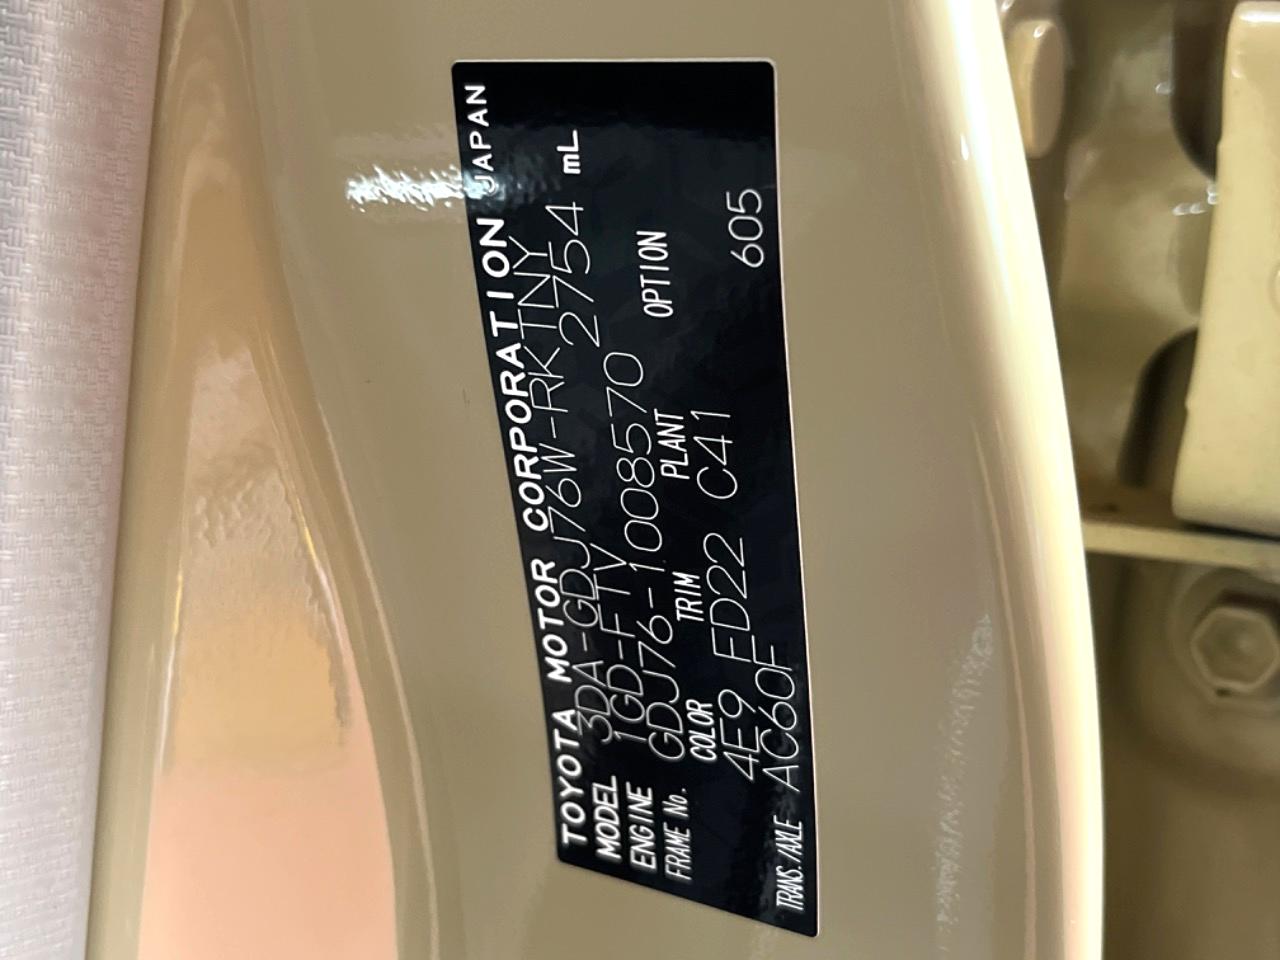 TOYOTA MOTOR CORPORATION JAPAN
MODEL 3DA-GDJ76W-RKTNY
ENGINE 1GD-FTV 2754 mL
FRAME No. GDJ76-1008570
COLOR TRIM PLANT OPTION
4E9 FD22 C41
TRANS./AXLE AC60F 605